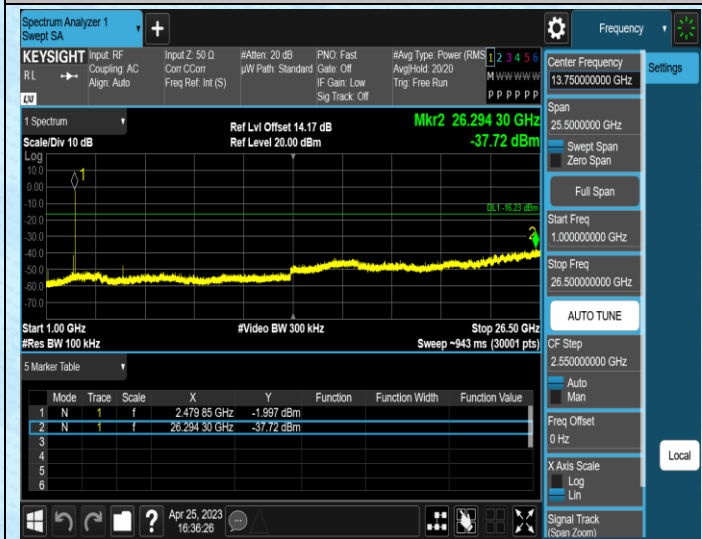 Spectrum Analyzer 1
Swept SA
+
Frequency
KEYSIGHT Input: RF Input Z: 50 Ω #Atten: 20 dB PNO: Fast #Avg Type: Power (RMS) 1 2 3 4 5 6
RL Coupling: AC Corr CCorr µW Path: Standard Gate: Off Avg|Hold: 20/20 M W W W W W
Align: Auto Freq Ref: Int (S) IF Gain: Low Trig: Free Run
LXI Sig Track: Off P P P P P P
1 Spectrum
Ref Lvl Offset 14.17 dB Mkr2 26.294 30 GHz
Scale/Div 10 dB Ref Level 20.00 dBm -37.72 dBm
Log
10.0
1
0.00
-10.0
DL1 -16.23 dBm
-20.0
-30.0
2
-40.0
-50.0
-60.0
-70.0
Start 1.00 GHz #Video BW 300 kHz Stop 26.50 GHz
#Res BW 100 kHz Sweep ~943 ms (30001 pts)
5 Marker Table
Mode Trace Scale X Y Function Function Width Function Value
1 N 1 f 2.479 85 GHz -1.997 dBm
2 N 1 f 26.294 30 GHz -37.72 dBm
3
4
5
6
?
Apr 25, 2023
16:36:26
Center Frequency
13.750000000 GHz
Settings
Span
25.5000000 GHz
Swept Span
Zero Span
Full Span
Start Freq
1.000000000 GHz
Stop Freq
26.500000000 GHz
AUTO TUNE
CF Step
2.550000000 GHz
Auto
Man
Freq Offset
0 Hz
Local
X Axis Scale
Log
Lin
Signal Track
(Span Zoom)